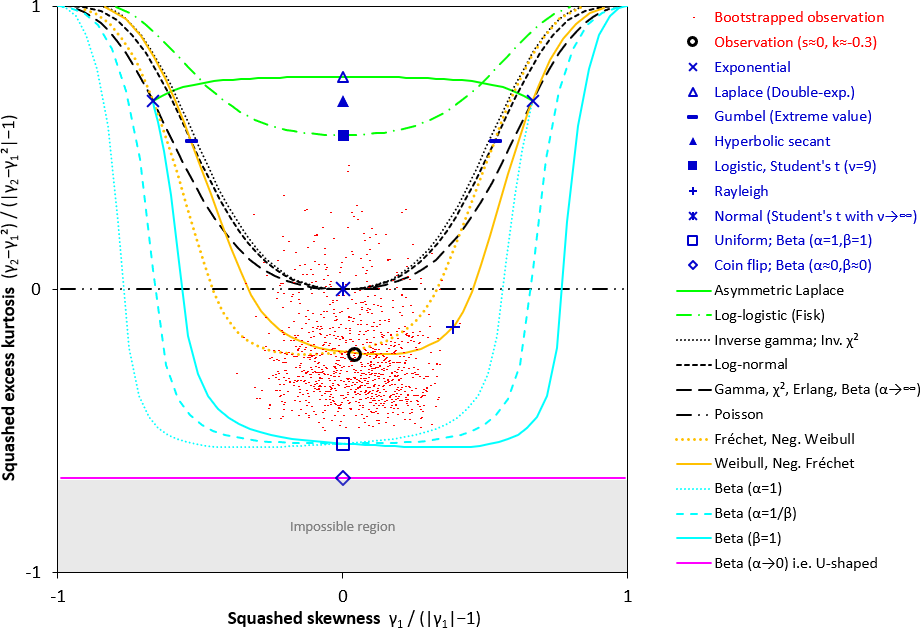 1
0
-1
-1
0
1
Squashed excess kurtosis (γ₂−γ₁²) / (|γ₂−γ₁²|−1)
Squashed skewness γ₁ / (|γ₁|−1)
Impossible region
Bootstrapped observation
Observation (s≈0, k≈-0.3)
Exponential
Laplace (Double-exp.)
Gumbel (Extreme value)
Hyperbolic secant
Logistic, Student's t (ν=9)
Rayleigh
Normal (Student's t with ν→∞)
Uniform; Beta (α=1,β=1)
Coin flip; Beta (α≈0,β≈0)
Asymmetric Laplace
Log-logistic (Fisk)
Inverse gamma; Inv. χ²
Log-normal
Gamma, χ², Erlang, Beta (α→∞)
Poisson
Fréchet, Neg. Weibull
Weibull, Neg. Fréchet
Beta (α=1)
Beta (α=1/β)
Beta (β=1)
Beta (α→0) i.e. U-shaped